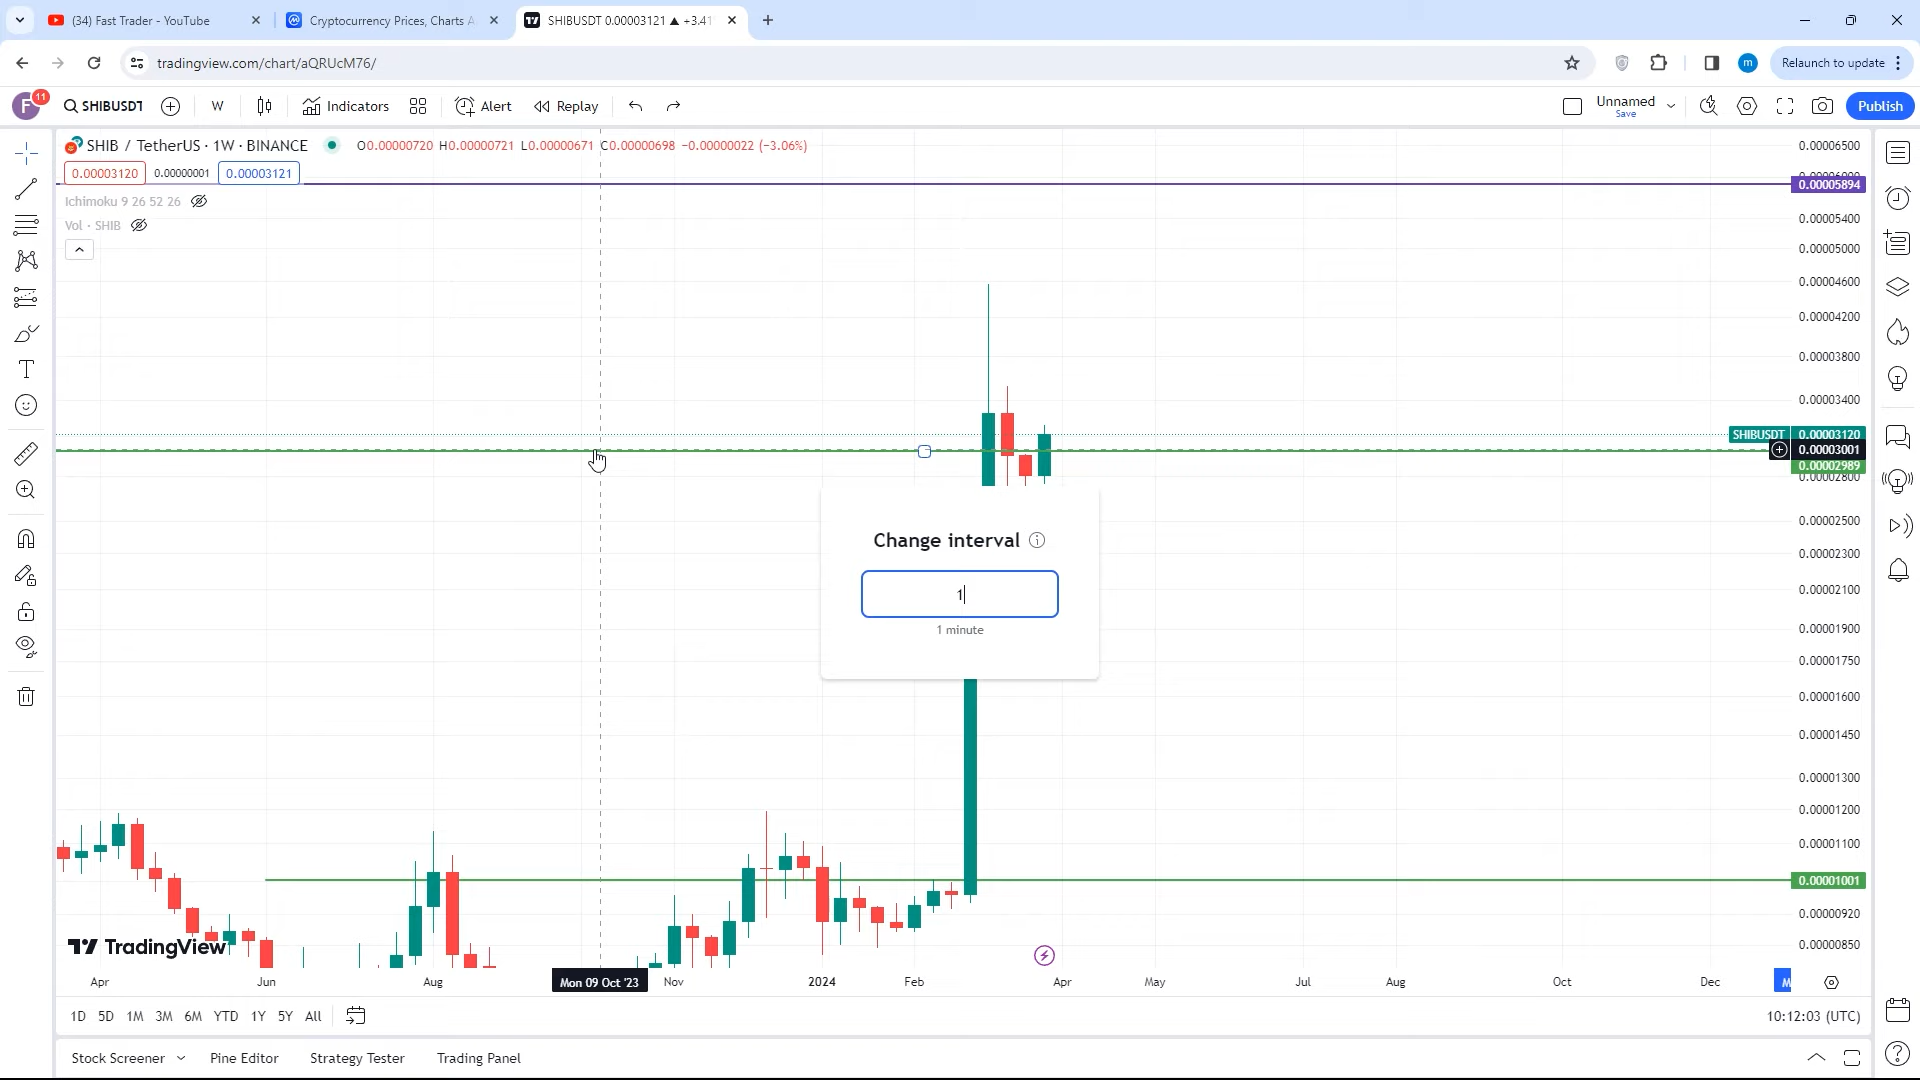 (34) Fast Trader - YouTube
Cryptocurrency Prices, Charts A
SHIBUSDT 0.00003121 ▲ +3.41
tradingview.com/chart/aQRUcM76/
Relaunch to update
F
11
SHIBUSDT
W
Indicators
Alert
Replay
Unnamed
Save
Publish
SHIB / TetherUS · 1W · BINANCE
O0.00000720 H0.00000721 L0.00000671 C0.00000698 −0.00000022 (−3.06%)
0.00003120
0.00000001
0.00003121
Ichimoku 9 26 52 26
Vol · SHIB
0.00006500
0.00005894
0.00005400
0.00005000
0.00004600
0.00004200
0.00003800
0.00003400
SHIBUSDT
0.00003120
0.00003001
0.00002989
0.00002800
0.00002500
0.00002300
0.00002100
0.00001900
0.00001750
0.00001600
0.00001450
0.00001300
0.00001200
0.00001100
0.00001001
0.00000920
0.00000850
Change interval
1
1 minute
TradingView
Apr
Jun
Aug
Mon 09 Oct '23
Nov
2024
Feb
Apr
May
Jul
Aug
Oct
Dec
M
1D
5D
1M
3M
6M
YTD
1Y
5Y
All
10:12:03 (UTC)
Stock Screener
Pine Editor
Strategy Tester
Trading Panel